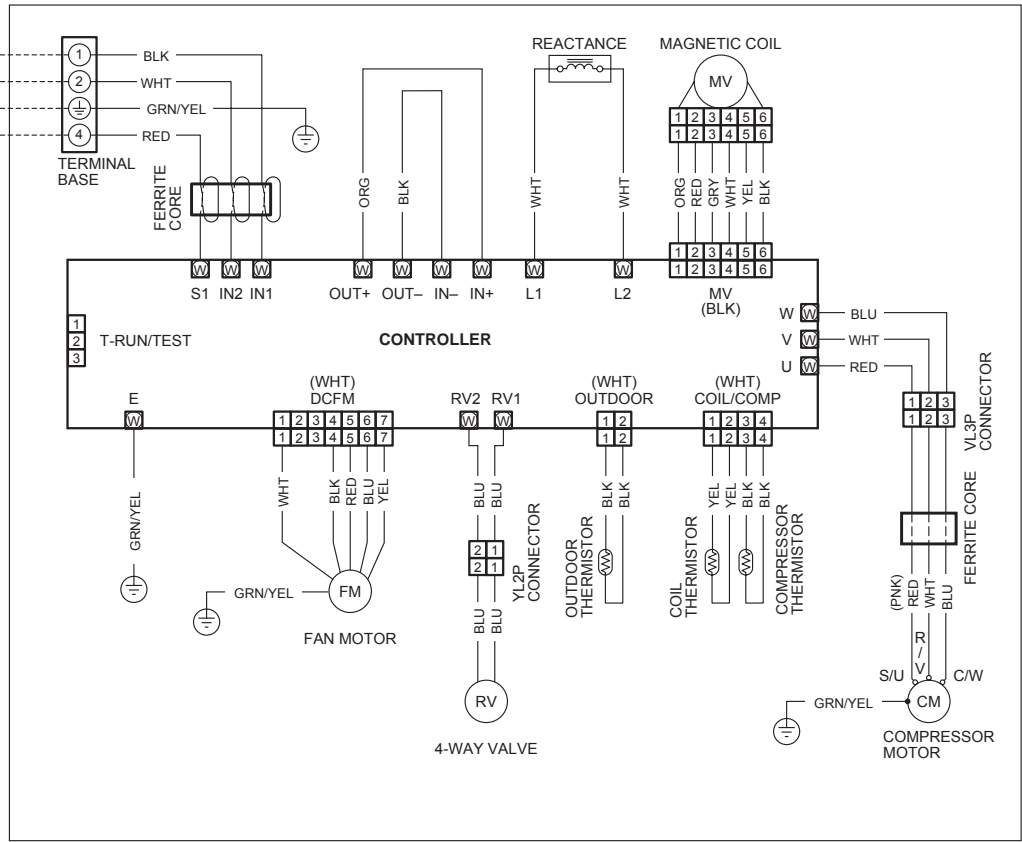 REACTANCE
MAGNETIC COIL
MV
1
BLK
2
WHT
GRN/YEL
4
RED
TERMINAL
BASE
FERRITE
CORE
ORG
BLK
WHT
WHT
1 2 3 4 5 6
1 2 3 4 5 6
ORG
RED
GRY
WHT
YEL
BLK
1 2 3 4 5 6
1 2 3 4 5 6
W W W W W W W W W
S1 IN2 IN1 OUT+ OUT– IN– IN+ L1 L2
MV
(BLK)
1
2
3
T-RUN/TEST
CONTROLLER
W W BLU
V W WHT
U W RED
E
W
(WHT)
DCFM
1 2 3 4 5 6 7
1 2 3 4 5 6 7
RV2 RV1
W W
(WHT)
OUTDOOR
1 2
1 2
(WHT)
COIL/COMP
1 2 3 4
1 2 3 4
1 2 3
1 2 3
VL3P
CONNECTOR
GRN/YEL
WHT
BLK
RED
BLU
YEL
BLU
BLU
BLK
BLK
YEL
YEL
BLK
BLK
2 1
2 1
YL2P
CONNECTOR
OUTDOOR
THERMISTOR
COIL
THERMISTOR
COMPRESSOR
THERMISTOR
FERRITE CORE
GRN/YEL
FM
FAN MOTOR
BLU
BLU
RV
4-WAY VALVE
(PNK)
RED
WHT
BLU
S/U
R/V
C/W
GRN/YEL
CM
COMPRESSOR
MOTOR